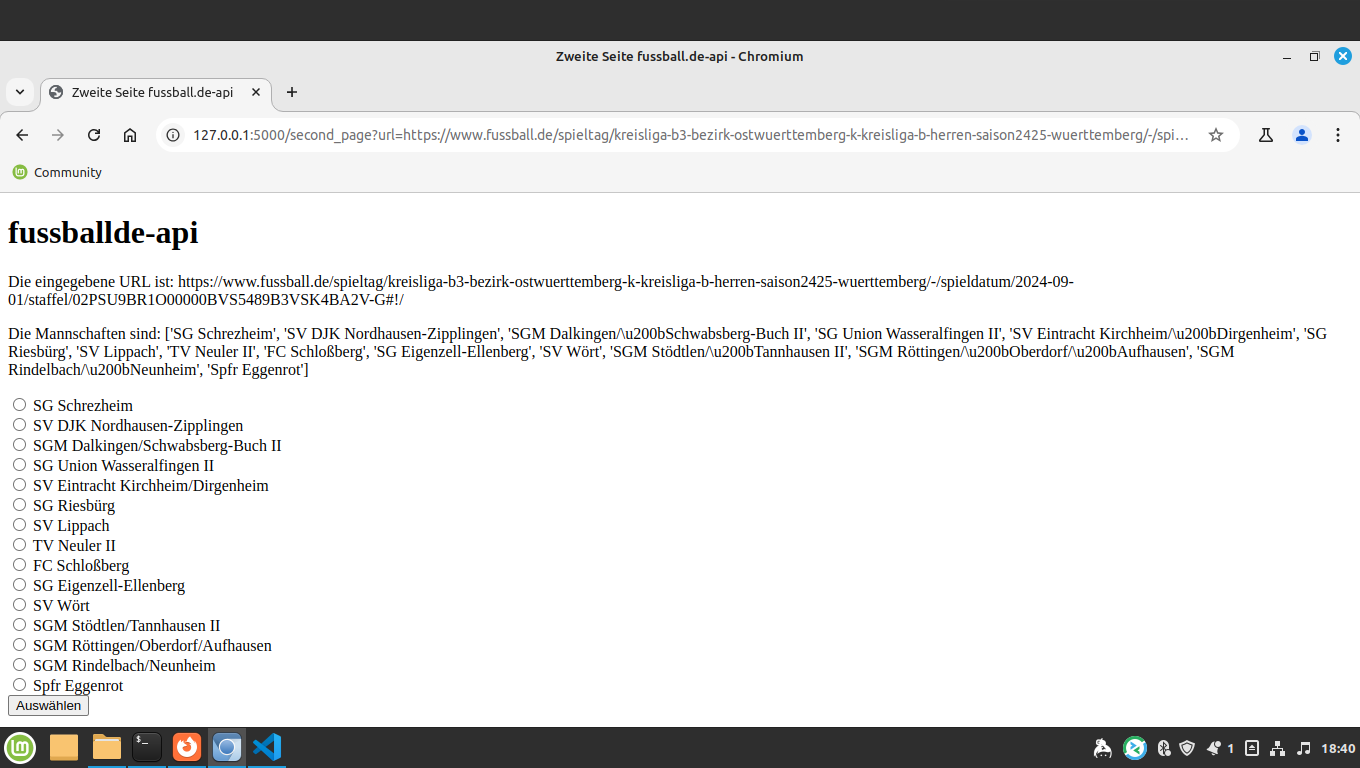 Zweite Seite fussball.de-api - Chromium
Zweite Seite fussball.de-api
127.0.0.1:5000/second_page?url=https://www.fussball.de/spieltag/kreisliga-b3-bezirk-ostwuerttemberg-k-kreisliga-b-herren-saison2425-wuerttemberg/-/spi...
Community
fussballde-api
Die eingegebene URL ist: https://www.fussball.de/spieltag/kreisliga-b3-bezirk-ostwuerttemberg-k-kreisliga-b-herren-saison2425-wuerttemberg/-/spieldatum/2024-09-
01/staffel/02PSU9BR1O00000BVS5489B3VSK4BA2V-G#!/
Die Mannschaften sind: ['SG Schrezheim', 'SV DJK Nordhausen-Zipplingen', 'SGM Dalkingen/\u200bSchwabsberg-Buch II', 'SG Union Wasseralfingen II', 'SV Eintracht Kirchheim/\u200bDirgenheim', 'SG
Riesbürg', 'SV Lippach', 'TV Neuler II', 'FC Schloßberg', 'SG Eigenzell-Ellenberg', 'SV Wört', 'SGM Stödtlen/\u200bTannhausen II', 'SGM Röttingen/\u200bOberdorf/\u200bAufhausen', 'SGM
Rindelbach/\u200bNeunheim', 'Spfr Eggenrot']
SG Schrezheim
SV DJK Nordhausen-Zipplingen
SGM Dalkingen/Schwabsberg-Buch II
SG Union Wasseralfingen II
SV Eintracht Kirchheim/Dirgenheim
SG Riesbürg
SV Lippach
TV Neuler II
FC Schloßberg
SG Eigenzell-Ellenberg
SV Wört
SGM Stödtlen/Tannhausen II
SGM Röttingen/Oberdorf/Aufhausen
SGM Rindelbach/Neunheim
Spfr Eggenrot
Auswählen
1
18:40